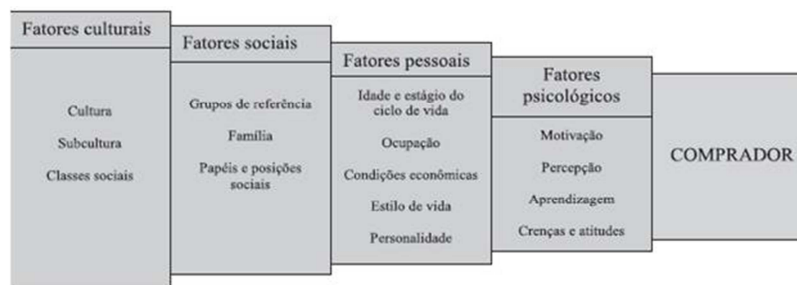 Fatores culturais
Cultura
Subcultura
Classes sociais
Fatores sociais
Grupos de referência
Família
Papéis e posições
sociais
Fatores pessoais
Idade e estágio do
ciclo de vida
Ocupação
Condições econômicas
Estilo de vida
Personalidade
Fatores
psicológicos
Motivação
Percepção
Aprendizagem
Crenças e atitudes
COMPRADOR